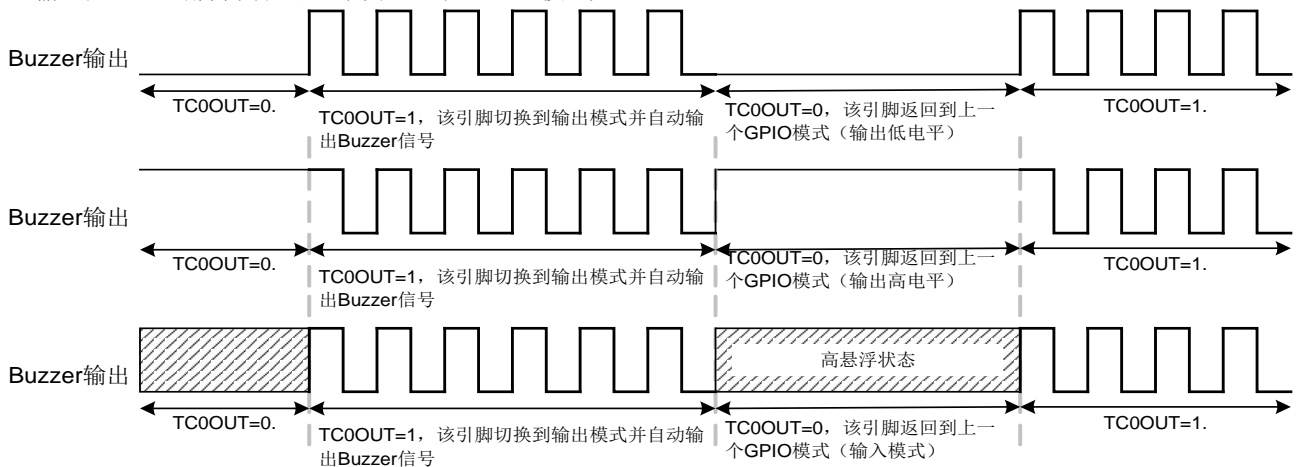 Buzzer输出
TC0OUT=0.
TC0OUT=1，该引脚切换到输出模式并自动输
出Buzzer信号
TC0OUT=0，该引脚返回到上一
个GPIO模式（输出低电平）
TC0OUT=1.
Buzzer输出
TC0OUT=0.
TC0OUT=1，该引脚切换到输出模式并自动输
出Buzzer信号
TC0OUT=0，该引脚返回到上一
个GPIO模式（输出高电平）
TC0OUT=1.
Buzzer输出
高悬浮状态
TC0OUT=0.
TC0OUT=1，该引脚切换到输出模式并自动输
出Buzzer信号
TC0OUT=0，该引脚返回到上一
个GPIO模式（输入模式）
TC0OUT=1.